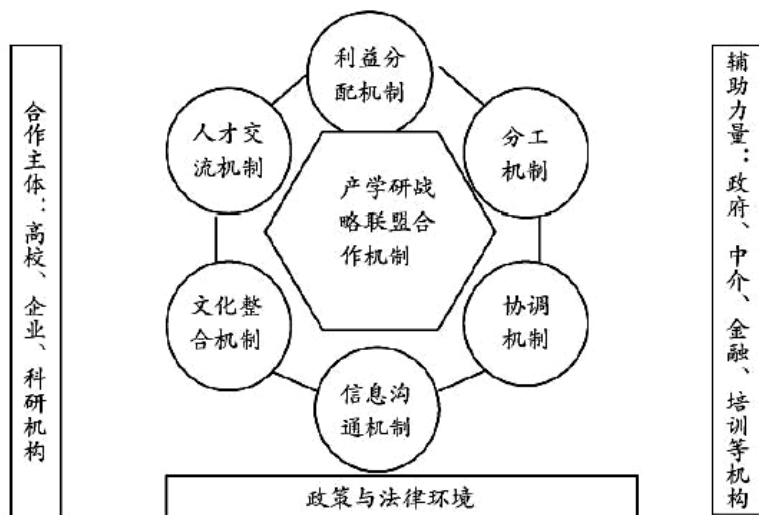 合作主体：高校、企业、科研机构
利益分
配机制
人才交
流机制
分工
机制
产学研战
略联盟合
作机制
文化整
合机制
协调
机制
信息沟
通机制
辅助力量：政府、中介、金融、培训等机构
政策与法律环境